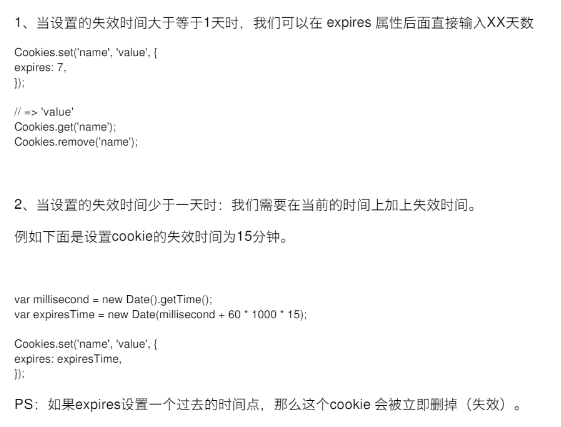 1、当设置的失效时间大于等于1天时，我们可以在 expires 属性后面直接输入XX天数
Cookies.set('name', 'value', {
expires: 7,
});
// => 'value'
Cookies.get('name');
Cookies.remove('name');
2、当设置的失效时间少于一天时：我们需要在当前的时间上加上失效时间。
例如下面是设置cookie的失效时间为15分钟。
var millisecond = new Date().getTime();
var expiresTime = new Date(millisecond + 60 * 1000 * 15);
Cookies.set('name', 'value', {
expires: expiresTime,
});
PS：如果expires设置一个过去的时间点，那么这个cookie 会被立即删掉（失效）。